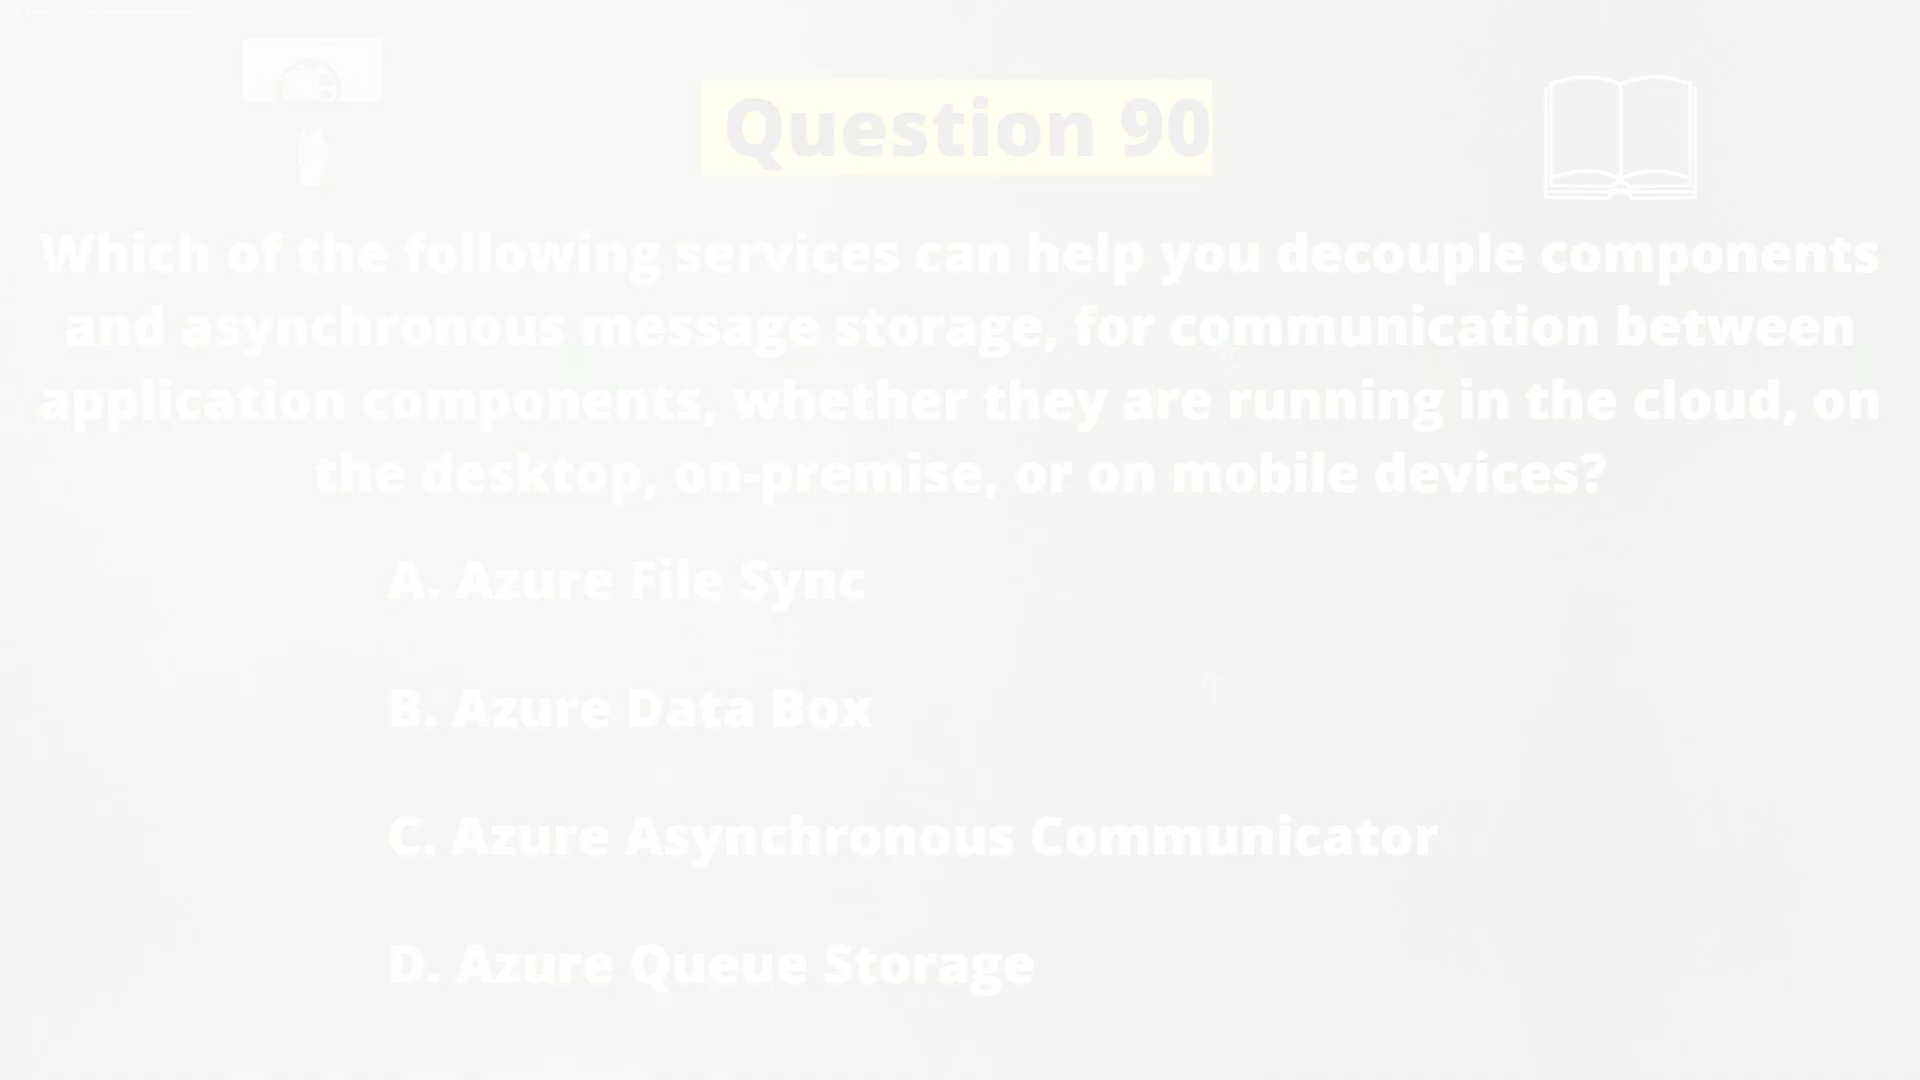 Question 90
Which of the following services can help you decouple components
and asynchronous message storage, for communication between
application components, whether they are running in the cloud, on
the desktop, on-premise, or on mobile devices?
A. Azure File Sync
B. Azure Data Box
C. Azure Asynchronous Communicator
D. Azure Queue Storage